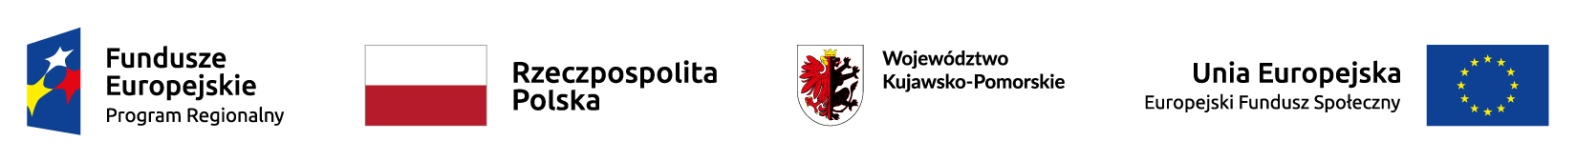 Fundusze
Europejskie
Program Regionalny
Rzeczpospolita
Polska
Województwo
Kujawsko-Pomorskie
Unia Europejska
Europejski Fundusz Społeczny